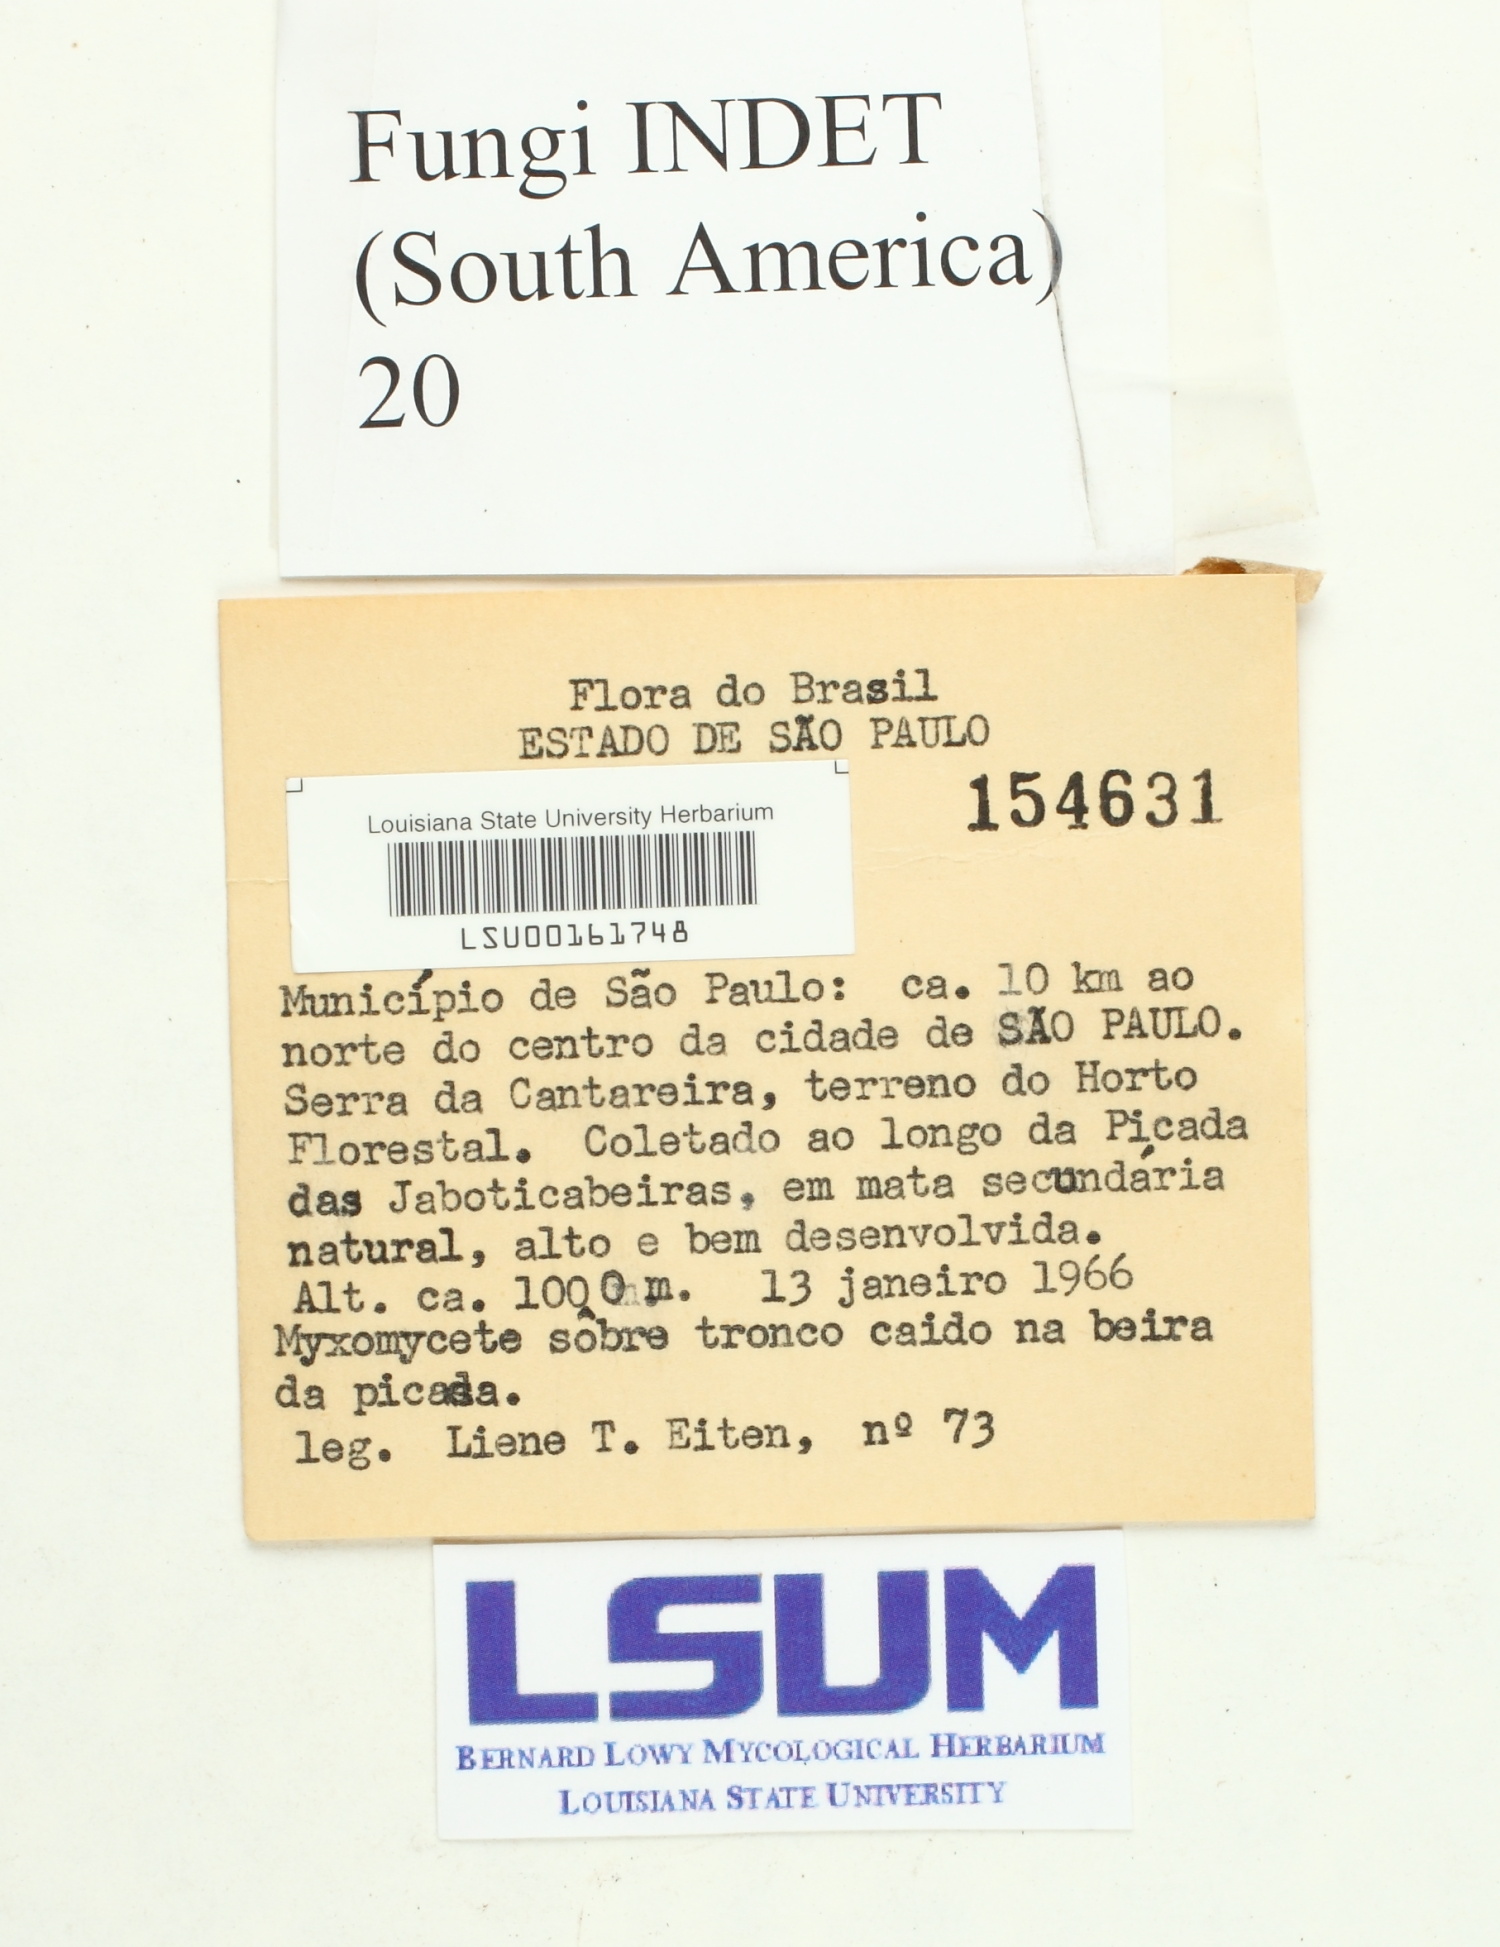 Fungi INDET
(South America)
20
Flora do Brasil
ESTADO DE SÃO PAULO
154631
Louisiana State University Herbarium
LSU00161748
Município de São Paulo: ca. 10 km ao
norte do centro da cidade de SÃO PAULO.
Serra da Cantareira, terreno do Horto
Florestal. Coletado ao longo da Picada
das Jaboticabeiras, em mata secundária
natural, alto e bem desenvolvida.
Alt. ca. 1000 m. 13 janeiro 1966
Myxomycete sôbre tronco caido na beira
da picada.
leg. Liene T. Eiten, nº 73
LSUM
BERNARD LOWY MYCOLOGICAL HERBARIUM
LOUISIANA STATE UNIVERSITY